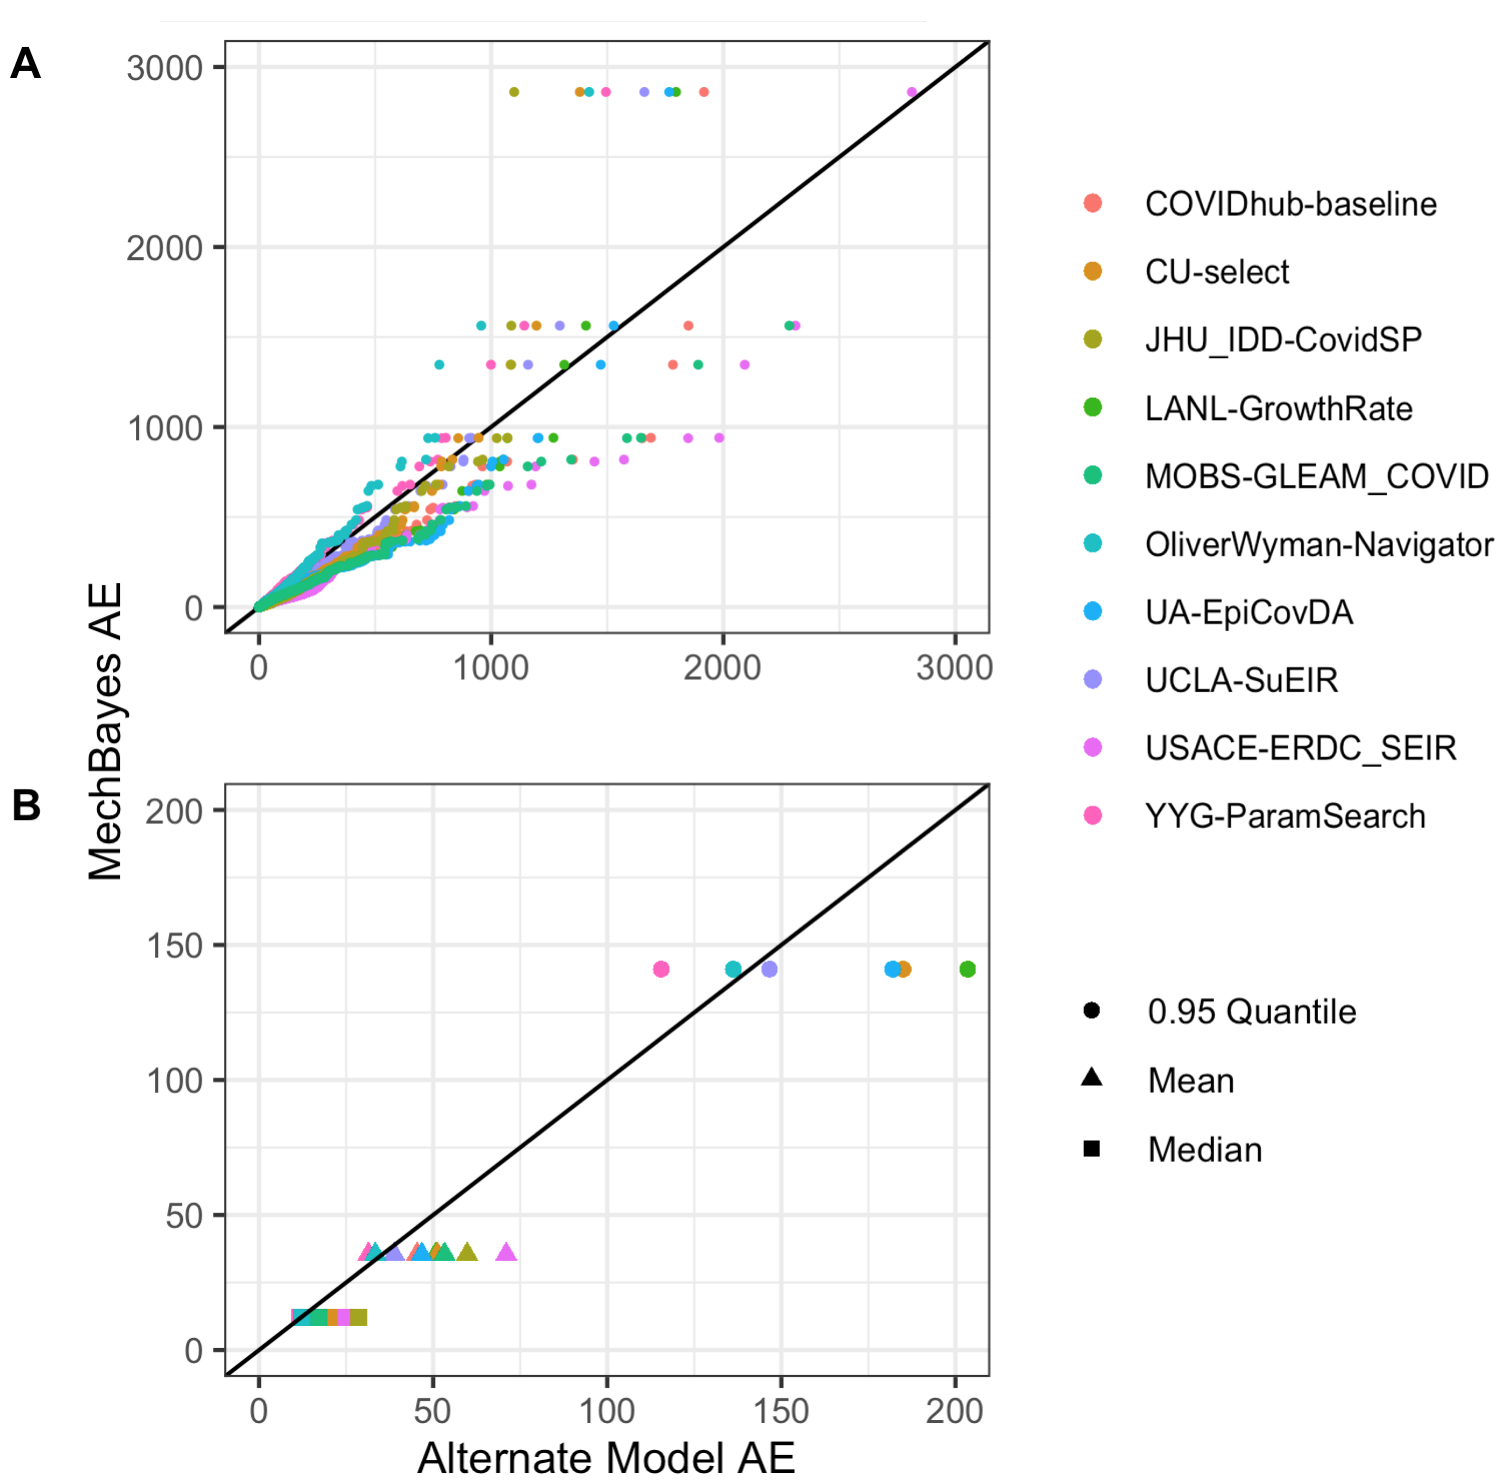 A
3000
2000
1000
0
0 1000 2000 3000
MechBayes AE
B
200
150
100
50
0
0 50 100 150 200
Alternate Model AE
COVIDhub-baseline
CU-select
JHU_IDD-CovidSP
LANL-GrowthRate
MOBS-GLEAM_COVID
OliverWyman-Navigator
UA-EpiCovDA
UCLA-SuEIR
USACE-ERDC_SEIR
YYG-ParamSearch
0.95 Quantile
Mean
Median